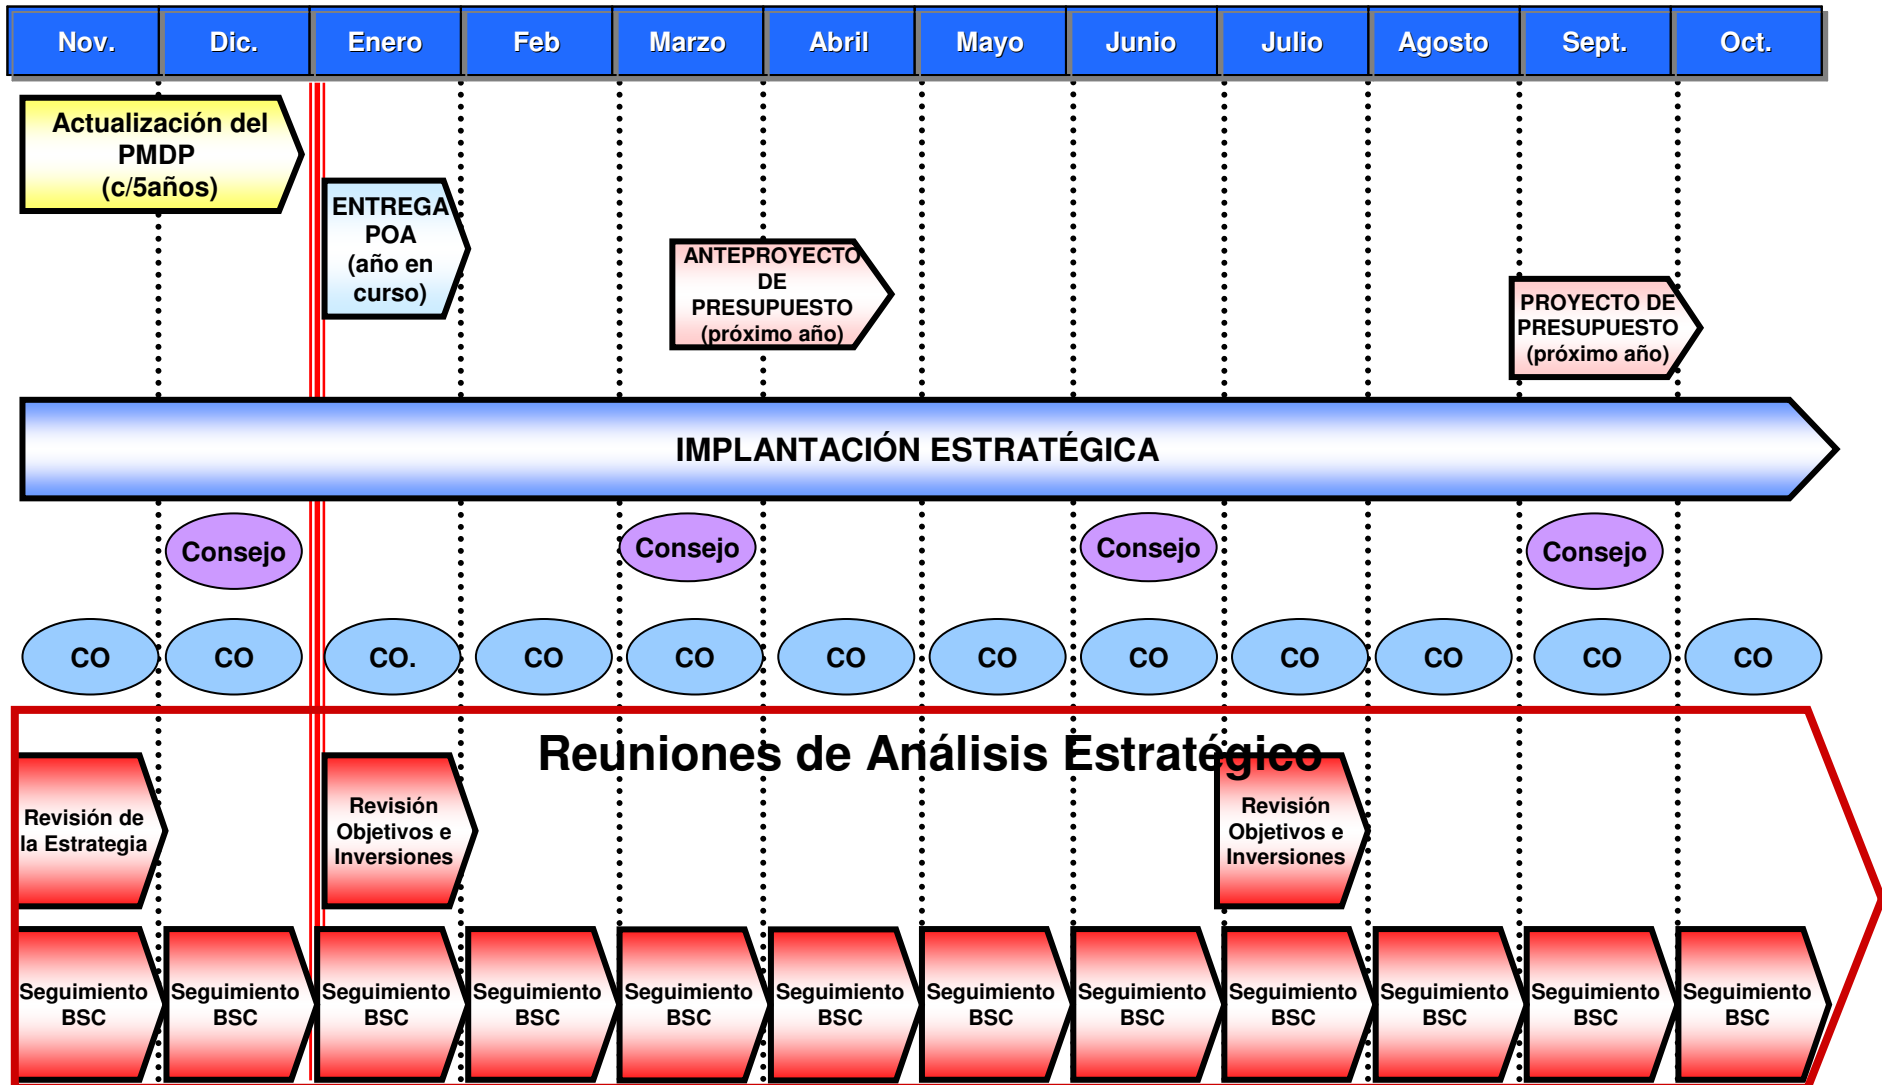 Nov.
Dic.
Enero
Feb
Marzo
Abril
Mayo
Junio
Julio
Agosto
Sept.
Oct.
Actualización del
PMDP
(c/5años)
ENTREGA
POA
(año en
curso)
ANTEPROYECTO
DE
PRESUPUESTO
(próximo año)
PROYECTO DE
PRESUPUESTO
(próximo año)
IMPLANTACIÓN ESTRATÉGICA
Consejo
Consejo
Consejo
Consejo
CO
CO
CO.
CO
CO
CO
CO
CO
CO
CO
CO
CO
Reuniones de Análisis Estratégico
Revisión de
la Estrategia
Revisión
Objetivos e
Inversiones
Revisión
Objetivos e
Inversiones
Seguimiento
BSC
Seguimiento
BSC
Seguimiento
BSC
Seguimiento
BSC
Seguimiento
BSC
Seguimiento
BSC
Seguimiento
BSC
Seguimiento
BSC
Seguimiento
BSC
Seguimiento
BSC
Seguimiento
BSC
Seguimiento
BSC